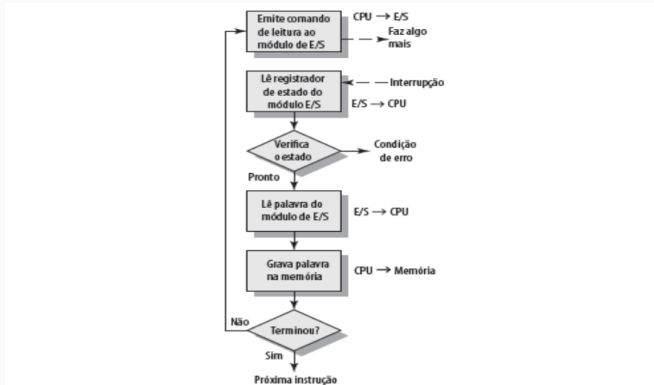 Emite comando
de leitura ao
módulo de E/S
CPU → E/S
Faz algo
mais
Lê registrador
de estado do
módulo E/S
Interrupção
E/S → CPU
Verifica
o estado
Condição
de erro
Pronto
Lê palavra do
módulo de E/S
E/S → CPU
Grava palavra
na memória
CPU → Memória
Não
Terminou?
Sim
Próxima instrução